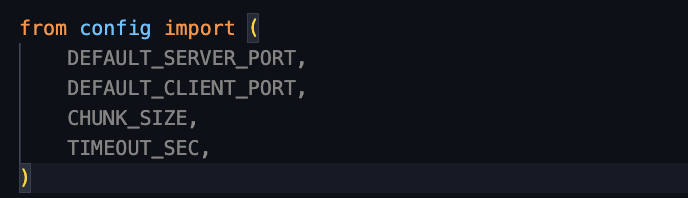 from config import (
    DEFAULT_SERVER_PORT,
    DEFAULT_CLIENT_PORT,
    CHUNK_SIZE,
    TIMEOUT_SEC,
)